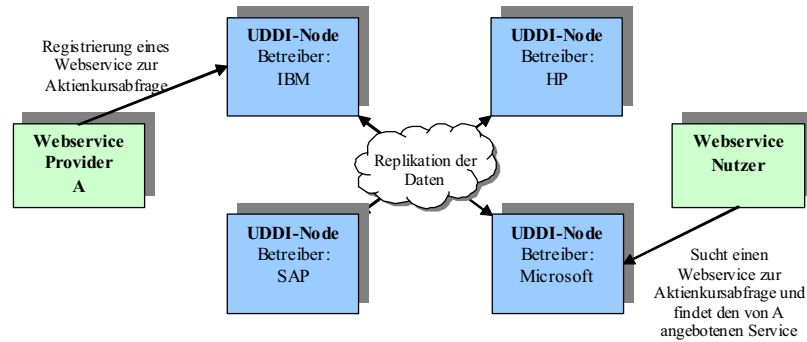 Registrierung eines
Webservice zur
Aktienkursabfrage
UDDI-Node
Betreiber:
IBM
UDDI-Node
Betreiber:
HP
Webservice
Provider
A
Replikation der
Daten
Webservice
Nutzer
UDDI-Node
Betreiber:
SAP
UDDI-Node
Betreiber:
Microsoft
Sucht einen
Webservice zur
Aktienkursabfrage und
findet den von A
angebotenen Service